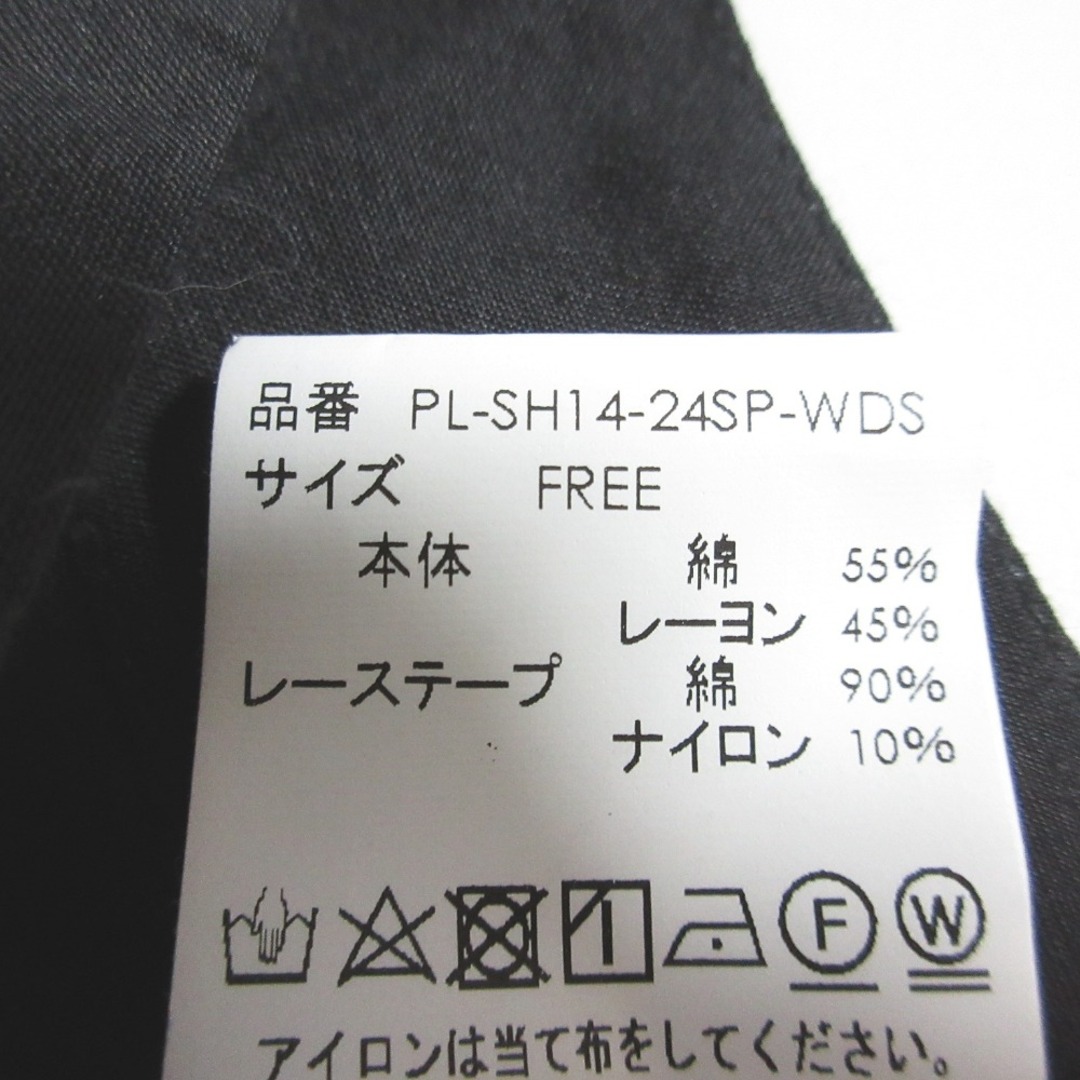 品番 PL-SH14-24SP-WDS
サイズ FREE
本体 綿 55%
レーヨン 45%
レーステープ 綿 90%
ナイロン 10%
F W
アイロンは当て布をしてください。